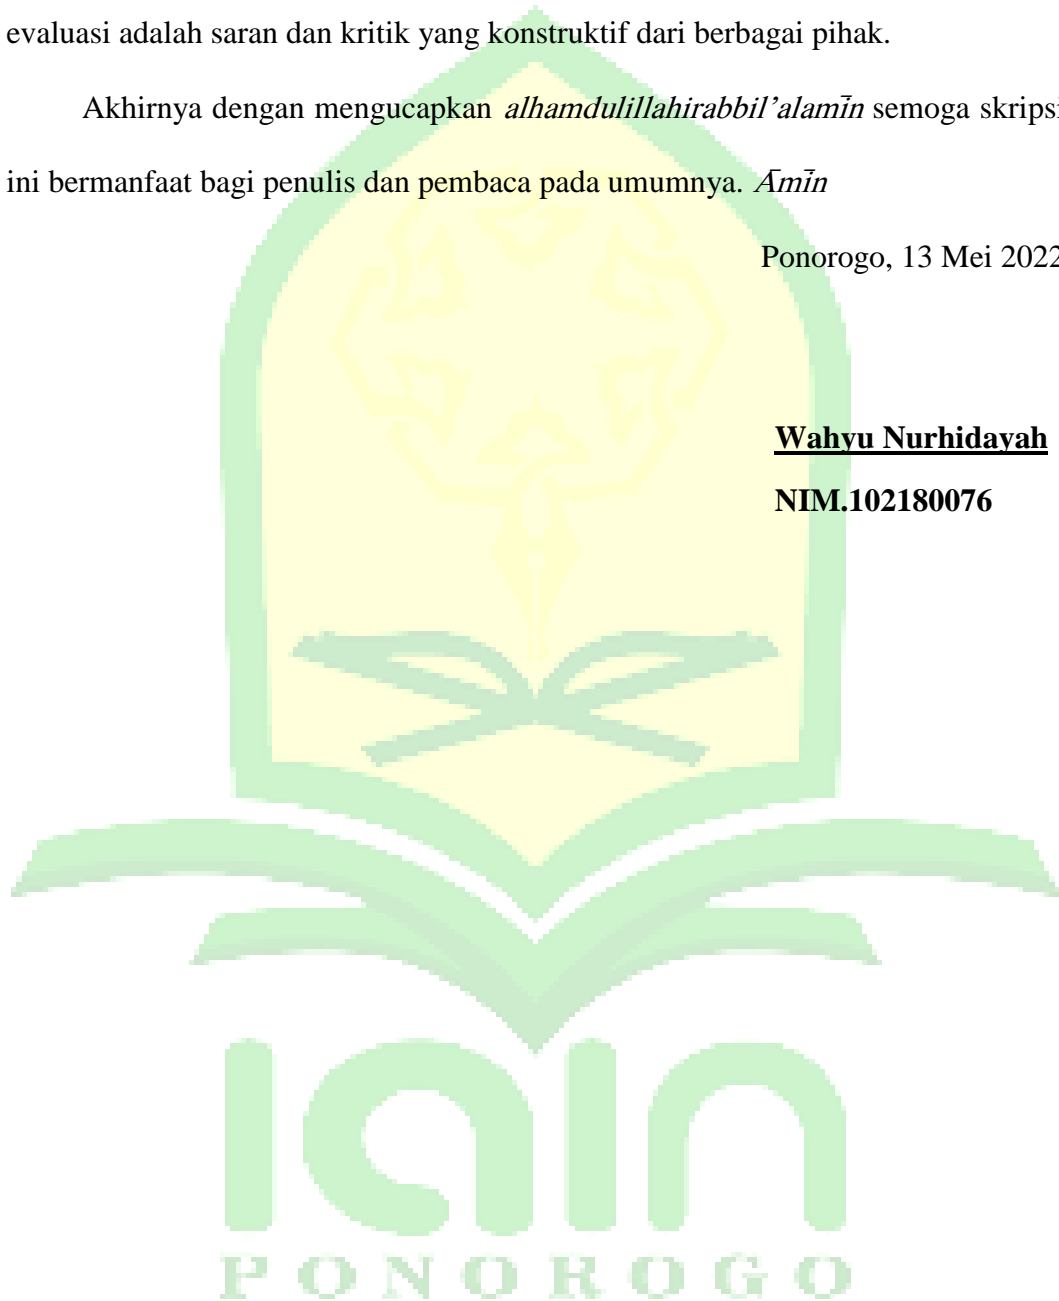 evaluasi adalah saran dan kritik yang konstruktif dari berbagai pihak.
Akhirnya dengan mengucapkan alhamdulillahirabbil’alamīn semoga skripsi
ini bermanfaat bagi penulis dan pembaca pada umumnya. Āmīn
Ponorogo, 13 Mei 2022
Wahyu Nurhidayah
NIM.102180076
iain
PONOROGO